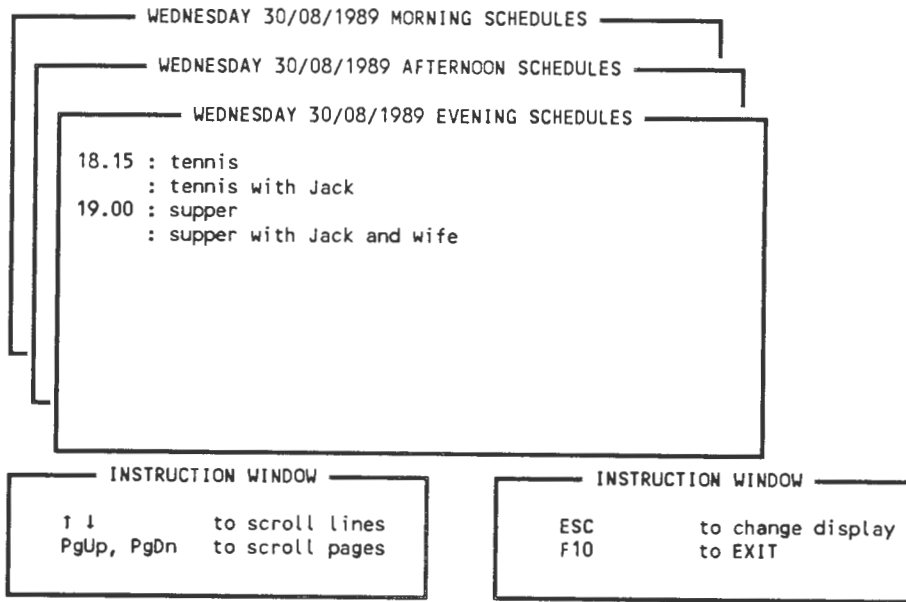 WEDNESDAY 30/08/1989 MORNING SCHEDULES
WEDNESDAY 30/08/1989 AFTERNOON SCHEDULES
WEDNESDAY 30/08/1989 EVENING SCHEDULES
18.15 : tennis
: tennis with Jack
19.00 : supper
: supper with Jack and wife
INSTRUCTION WINDOW
↑ ↓ to scroll lines
PgUp, PgDn to scroll pages
INSTRUCTION WINDOW
ESC to change display
F10 to EXIT